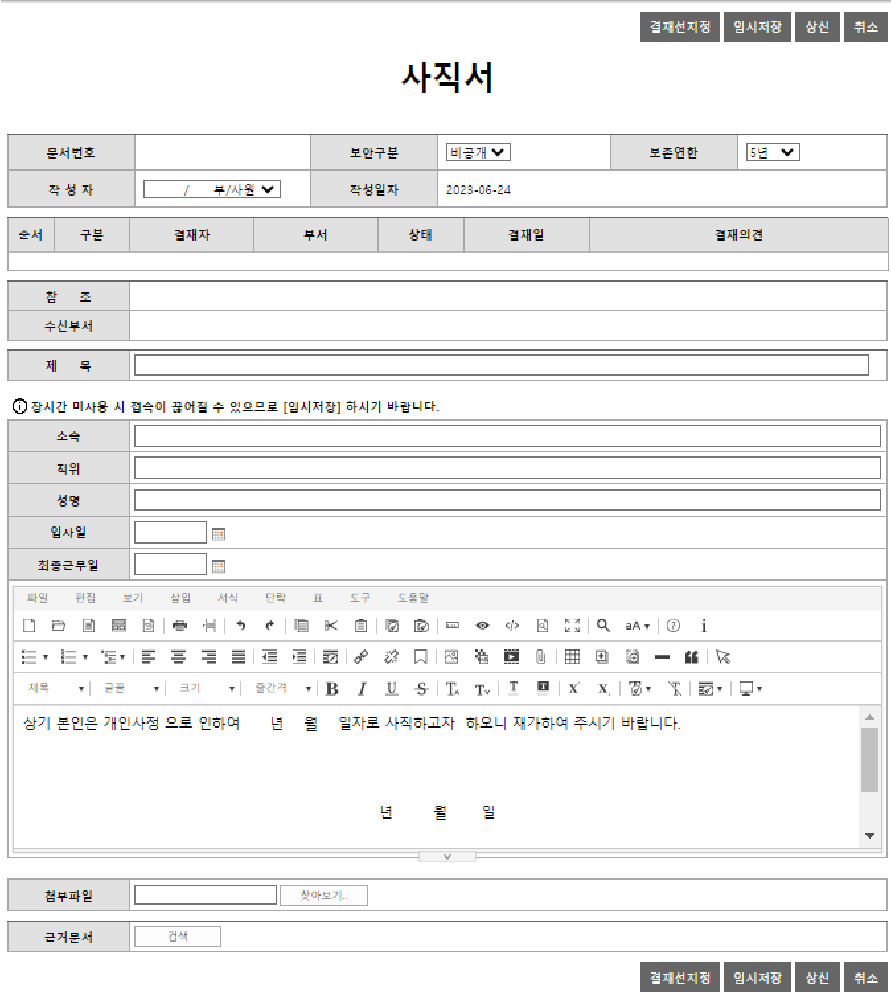 결재선지정 임시저장 상신 취소
사직서
문서번호 보안구분 비공개 보존연한 5년
작 성 자 / 부/사원 작성일자 2023-06-24
순서 구분 결재자 부서 상태 결재일 결재의견
참 조
수신부서
제 목
장시간 미사용 시 접속이 끊어질 수 있으므로 [임시저장] 하시기 바랍니다.
소속
직위
성명
입사일
최종근무일
파일 편집 보기 삽입 서식 단락 표 도구 도움말
제목 글꼴 크기 줄간격
상기 본인은 개인사정 으로 인하여 년 월 일자로 사직하고자 하오니 재가하여 주시기 바랍니다.
년 월 일
첨부파일 찾아보기..
근거문서 검색
결재선지정 임시저장 상신 취소